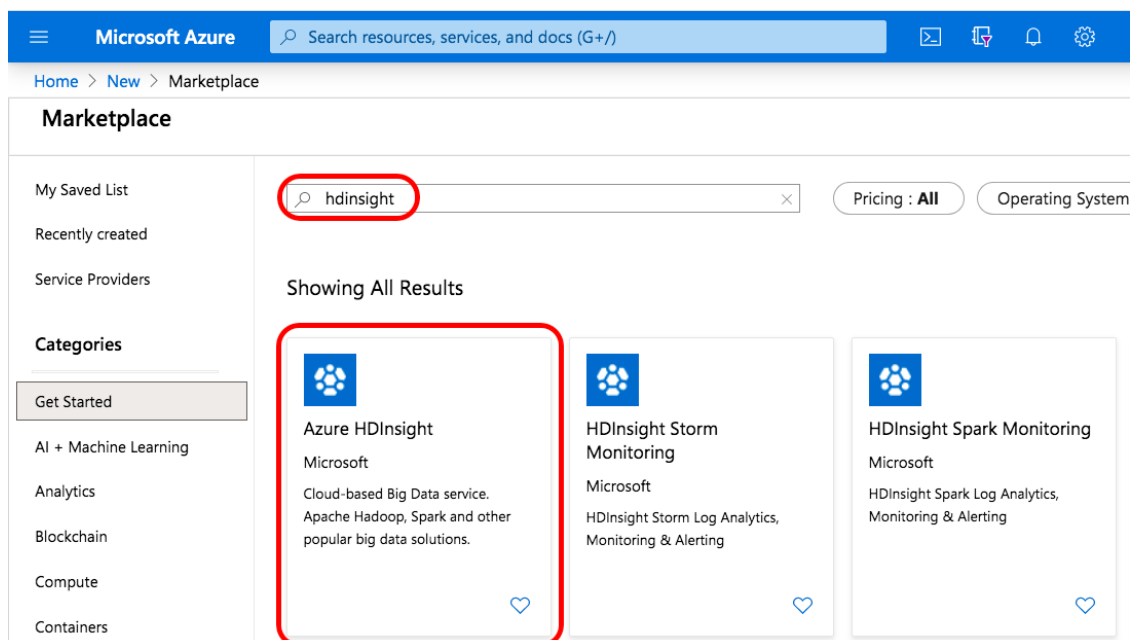 Microsoft Azure
Search resources, services, and docs (G+/)
Home > New > Marketplace
Marketplace
My Saved List
Recently created
Service Providers
Categories
Get Started
AI + Machine Learning
Analytics
Blockchain
Compute
Containers
hdinsight
Pricing : All
Operating System
Showing All Results
Azure HDInsight
Microsoft
Cloud-based Big Data service.
Apache Hadoop, Spark and other
popular big data solutions.
HDInsight Storm
Monitoring
Microsoft
HDInsight Storm Log Analytics,
Monitoring & Alerting
HDInsight Spark Monitoring
Microsoft
HDInsight Spark Log Analytics,
Monitoring & Alerting